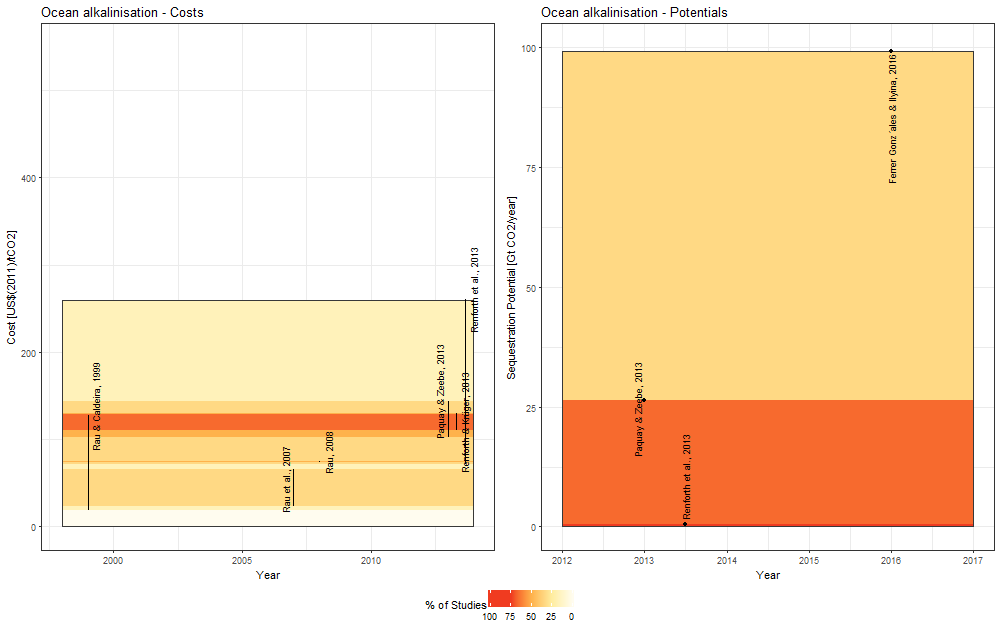 Ocean alkalinisation - Costs
Cost [US$(2011)/tCO2]
400
200
0
Rau & Caldeira, 1999
Rau et al., 2007
Rau, 2008
Paquay & Zeebe, 2013
Renforth & Kruger, 2013
Renforth et al., 2013
2000
2005
2010
Year
Ocean alkalinisation - Potentials
Sequestration Potential [Gt CO2/year]
100
75
50
25
0
Paquay & Zeebe, 2013
Renforth et al., 2013
Ferrer Gonz´ales & Ilyina, 2016
2012
2013
2014
2015
2016
2017
Year
% of Studies
100 75 50 25 0